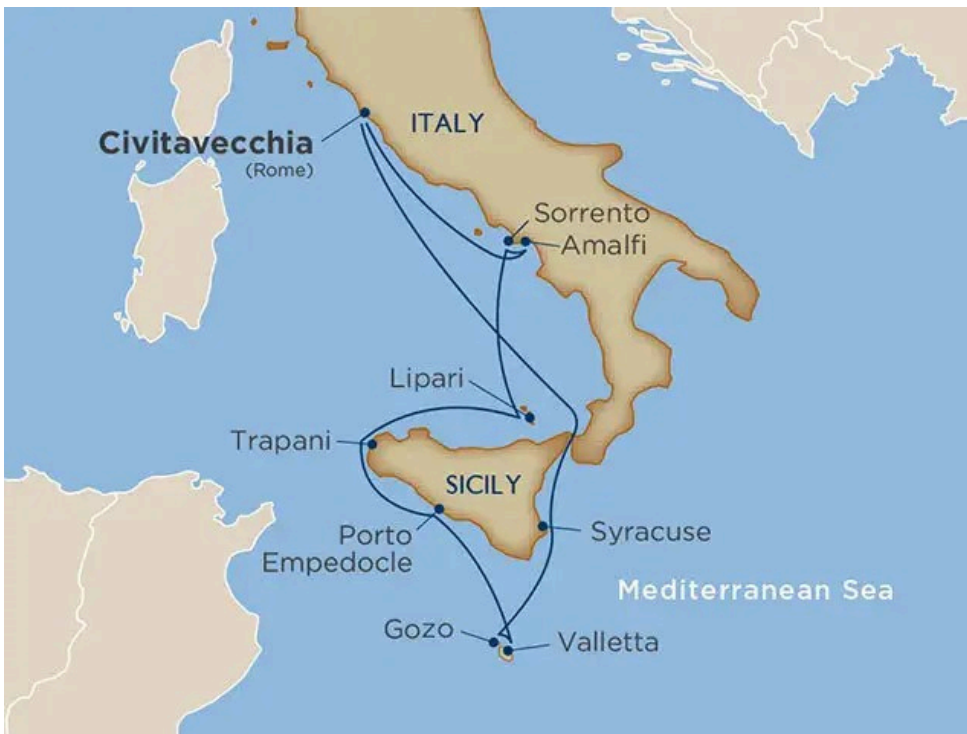 ITALY
Civitavecchia
(Rome)
Sorrento
Amalfi
Lipari
Trapani
SICILY
Porto
Empedocle
Syracuse
Mediterranean Sea
Gozo
Valletta